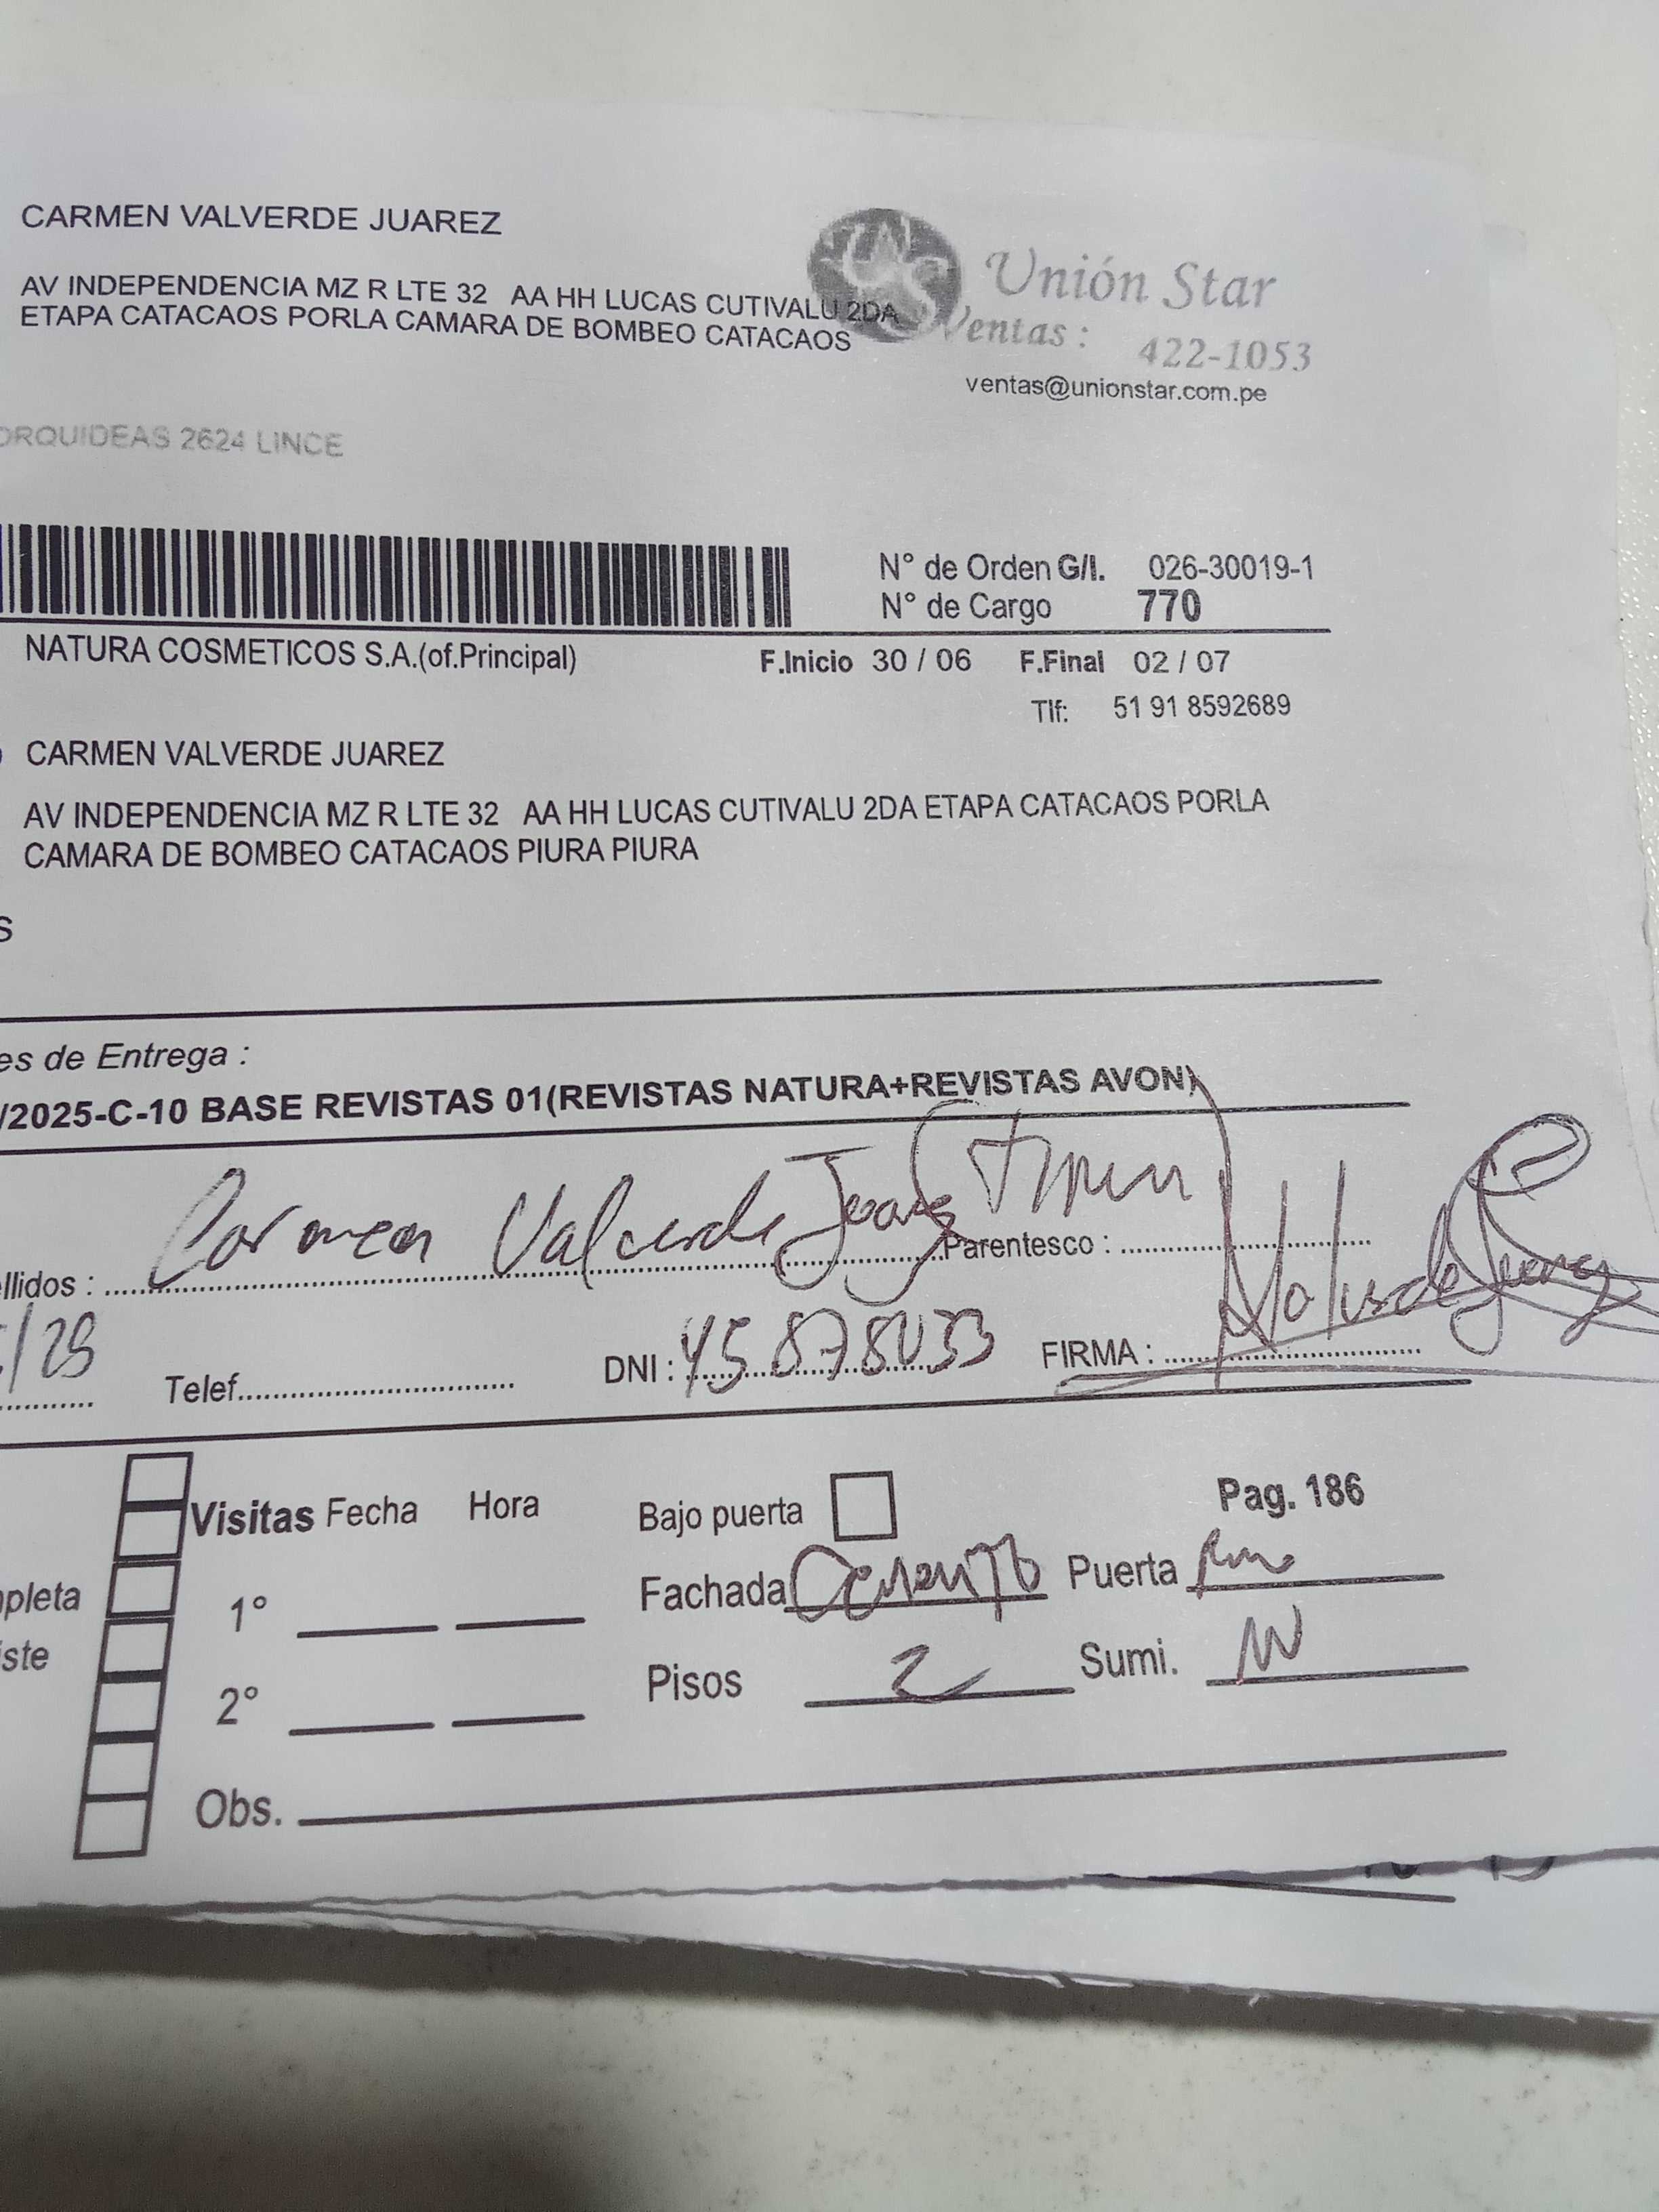 CARMEN VALVERDE JUAREZ
AV INDEPENDENCIA MZ R LTE 32 AA HH LUCAS CUTIVALU 2DA
ETAPA CATACAOS PORLA CAMARA DE BOMBEO CATACAOS
Unión Star
Ventas : 422-1053
ventas@unionstar.com.pe
ORQUIDEAS 2624 LINCE
N° de Orden G/I. 026-30019-1
N° de Cargo 770
NATURA COSMETICOS S.A.(of.Principal) F.Inicio 30 / 06 F.Final 02 / 07
Tlf: 51 91 8592689
CARMEN VALVERDE JUAREZ
AV INDEPENDENCIA MZ R LTE 32 AA HH LUCAS CUTIVALU 2DA ETAPA CATACAOS PORLA
CAMARA DE BOMBEO CATACAOS PIURA PIURA
S
es de Entrega :
/2025-C-10 BASE REVISTAS 01(REVISTAS NATURA+REVISTAS AVON)
ellidos : Carmen Valverde Juarez Parentesco :
Telef. DNI : FIRMA : Valverde Juarez
Visitas Fecha Hora Bajo puerta Pag. 186
mpleta 1° Fachada Cemento Puerta
iste 2° Pisos 2 Sumi.
Obs.